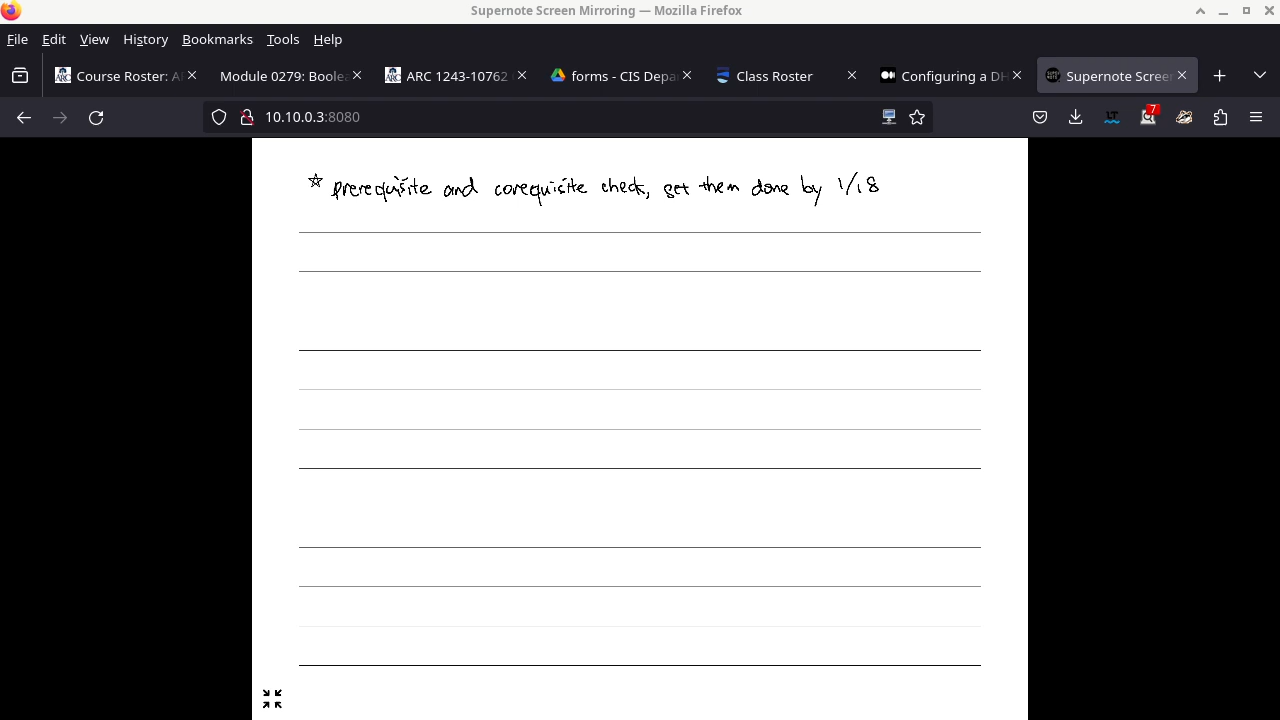 Supernote Screen Mirroring — Mozilla Firefox
File Edit View History Bookmarks Tools Help
Course Roster: A
Module 0279: Boolea
ARC 1243-10762
forms - CIS Depa
Class Roster
Configuring a DH
Supernote Screen
10.10.0.3:8080
7
☆ prerequisite and corequisite check, get them done by 1/18